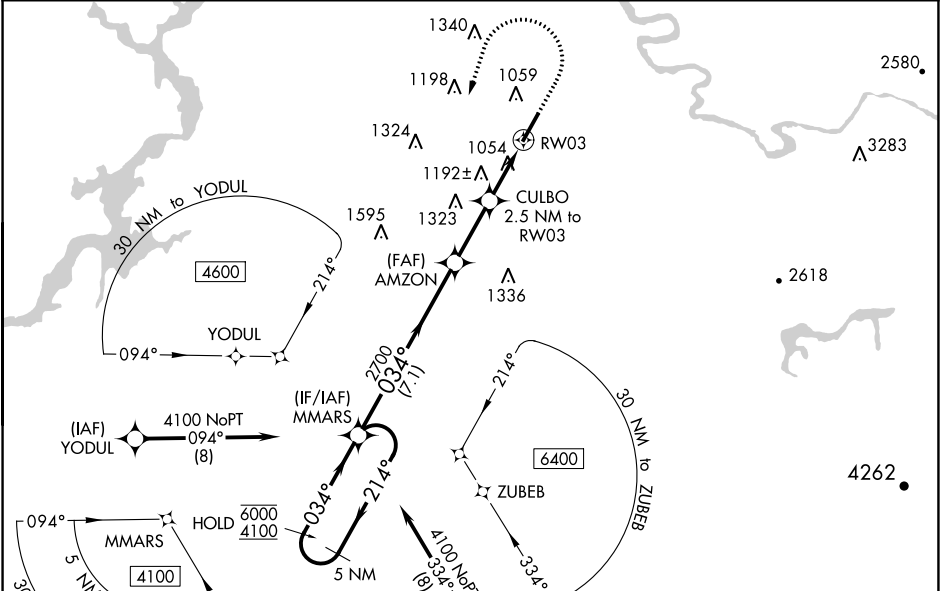 1340
2580
1198
1059
1324
1054
RW03
3283
1192±
30 NM to YODUL
1323
CULBO
2.5 NM to
RW03
1595
(FAF)
AMZON
4600
214°
1336
2618
YODUL
094°
2700
034°
(7.1)
214°
30 NM to ZUBEB
(IF/IAF)
MMARS
(IAF)
YODUL
4100 NoPT
094°
(8)
6400
4262
ZUBEB
034°
214°
HOLD
6000
4100
094°
MMARS
4100
5 NM
5 NM
30
4100 NoPT
334°
(8)
334°